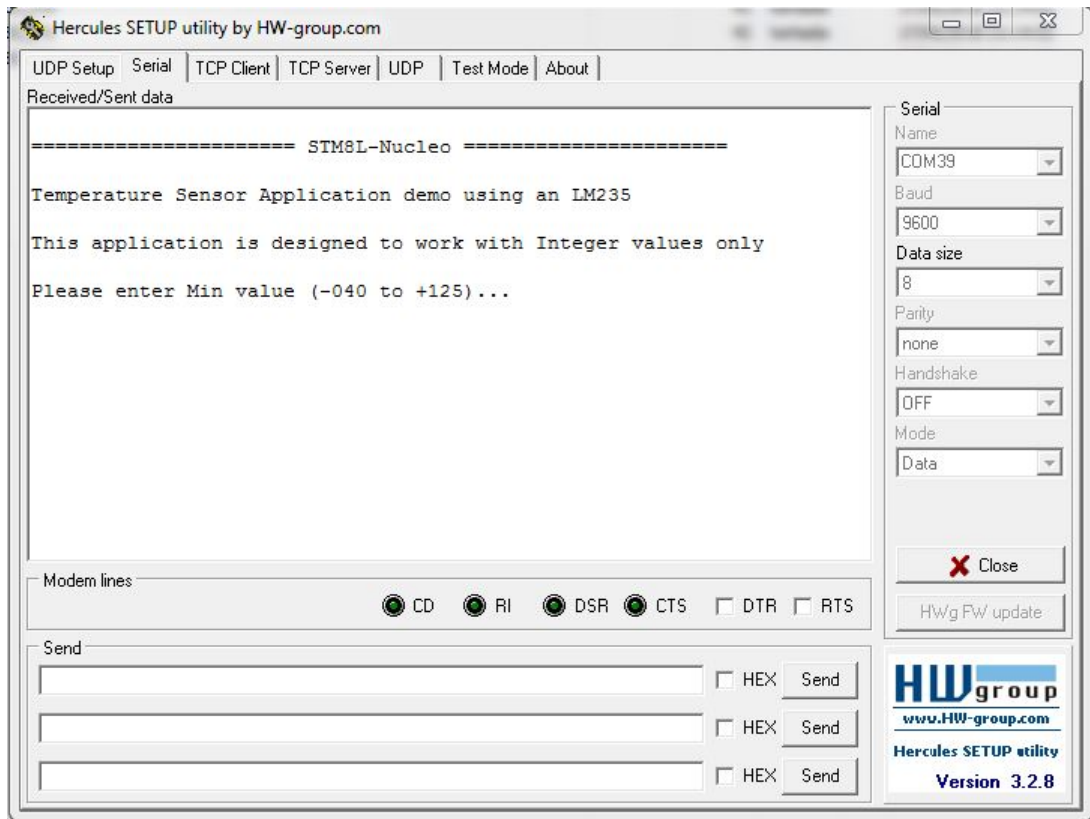 Hercules SETUP utility by HW-group.com
UDP Setup Serial TCP Client TCP Server UDP Test Mode About
Received/Sent data
====================== STM8L-Nucleo ======================
Temperature Sensor Application demo using an LM235
This application is designed to work with Integer values only
Please enter Min value (-040 to +125)...
Serial
Name
COM39
Baud
9600
Data size
8
Parity
none
Handshake
OFF
Mode
Data
Close
HWg FW update
Modem lines
CD RI DSR CTS DTR RTS
Send
HEX Send
HEX Send
HEX Send
HW group
www.HW-group.com
Hercules SETUP utility
Version 3.2.8